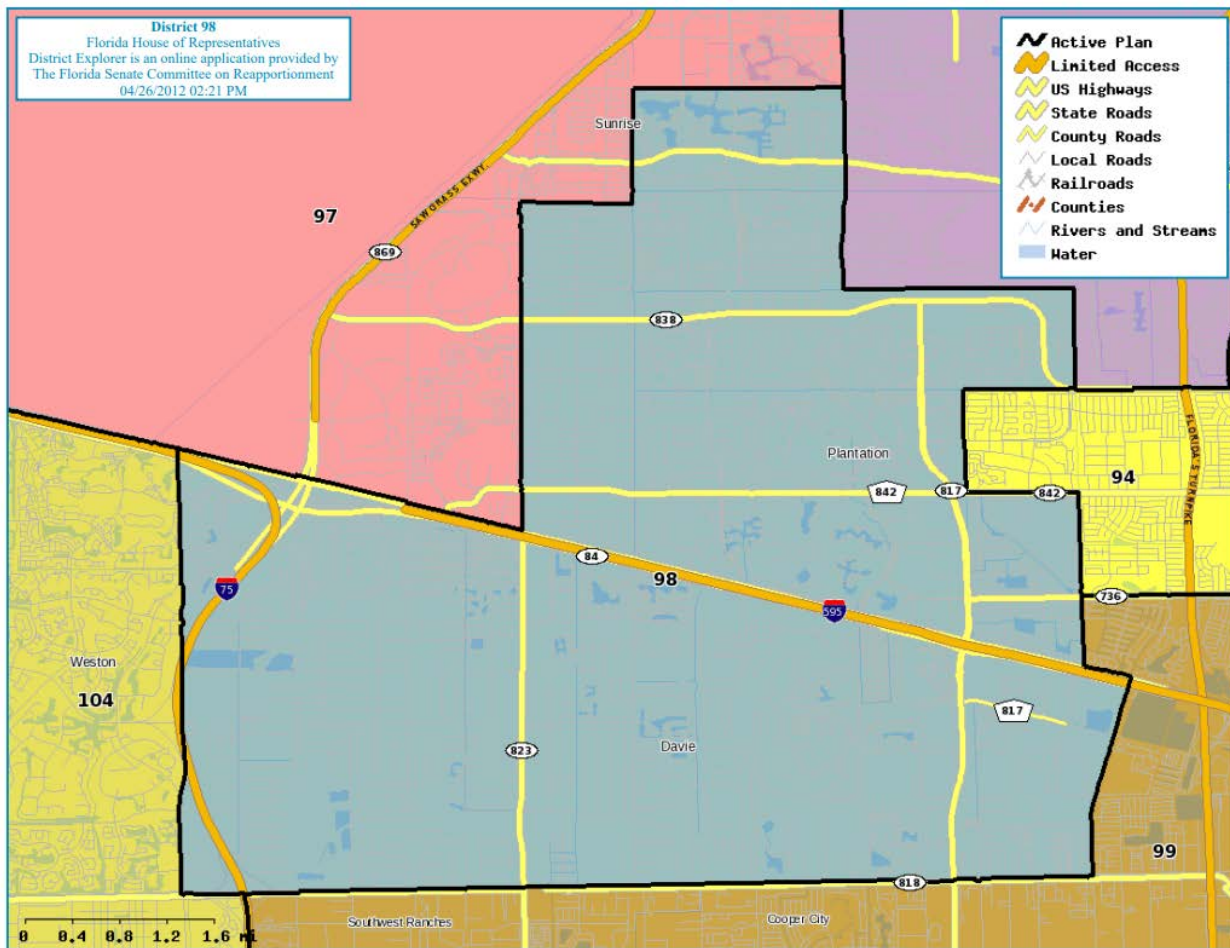 District 98
Florida House of Representatives
District Explorer is an online application provided by
The Florida Senate Committee on Reapportionment
04/26/2012 02:21 PM
Active Plan
Limited Access
US Highways
State Roads
County Roads
Local Roads
Railroads
Counties
Rivers and Streams
Water
Sunrise
SAWGRASS EXWY.
97
869
838
FLORIDA'S TURNPIKE
Plantation
94
842
817
842
84
98
75
595
736
Weston
104
817
823
Davie
99
818
Southwest Ranches
Cooper City
0 0.4 0.8 1.2 1.6 mi